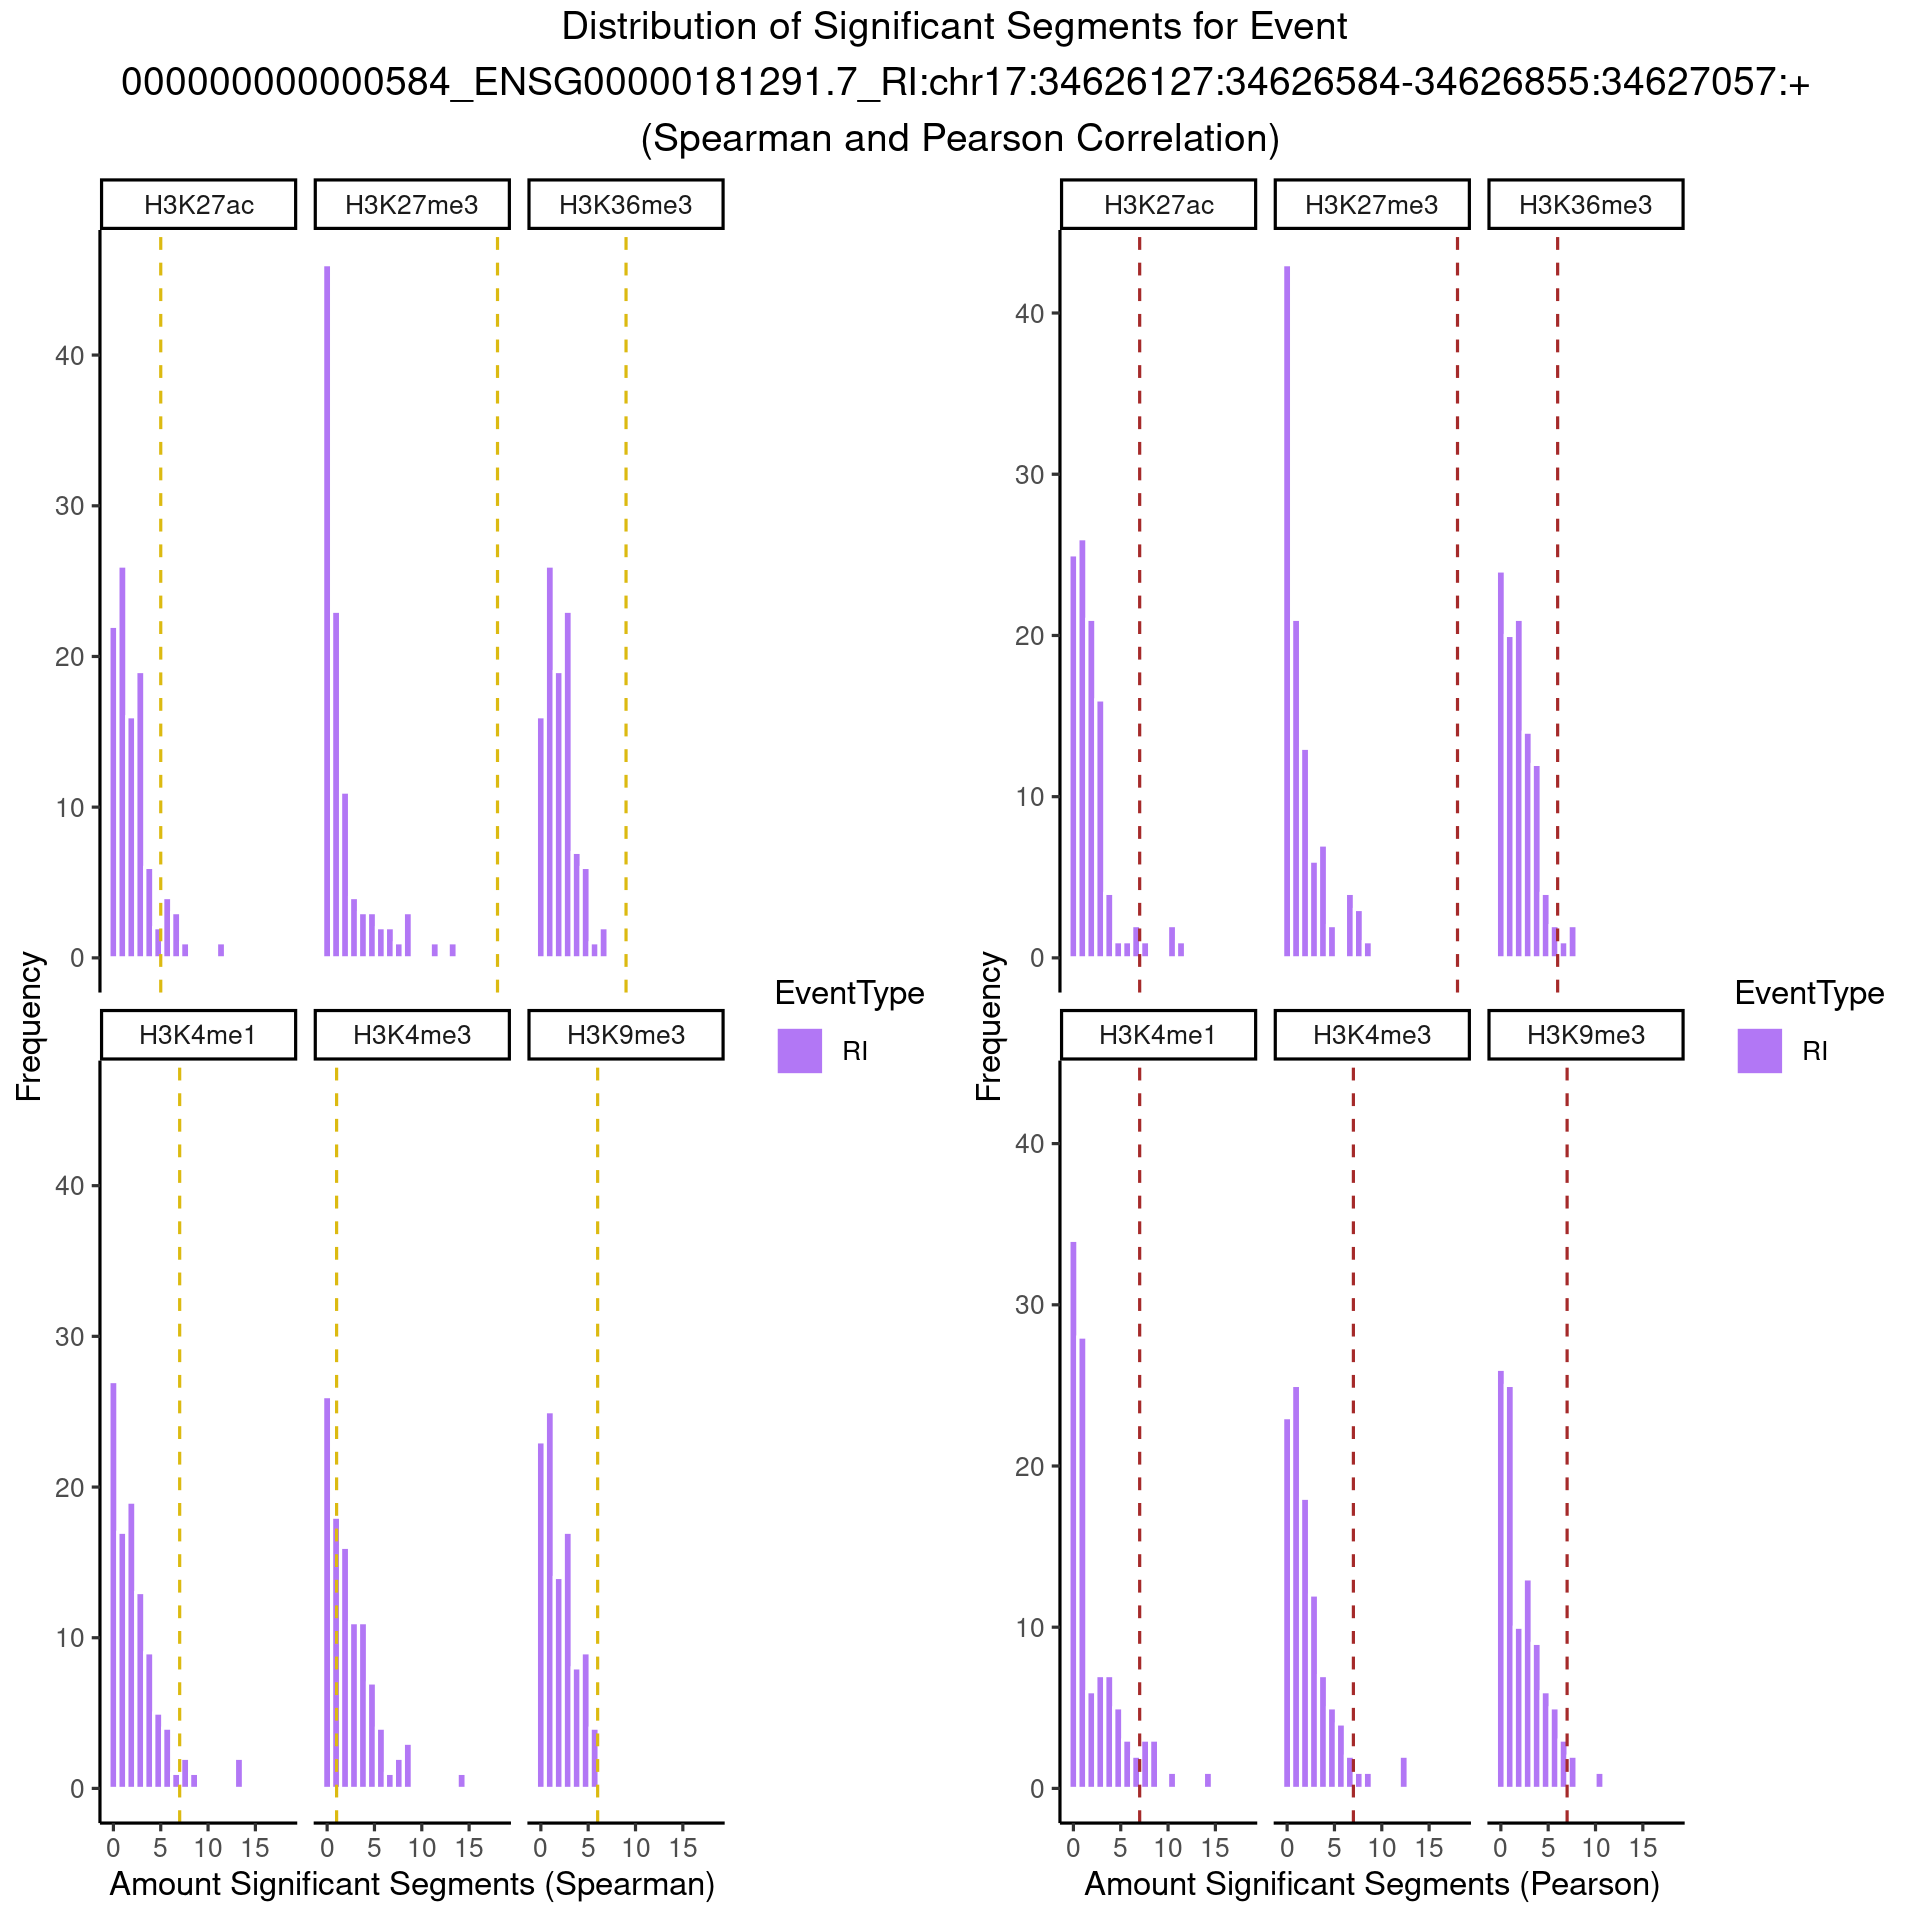 Distribution of Significant Segments for Event
000000000000584_ENSG00000181291.7_RI:chr17:34626127:34626584-34626855:34627057:+
(Spearman and Pearson Correlation)
H3K27ac H3K27me3 H3K36me3
40
30
20
10
0
H3K4me1 H3K4me3 H3K9me3
40
30
20
10
0
0 5 10 15 0 5 10 15 0 5 10 15
Amount Significant Segments (Spearman)
Frequency
EventType
RI
H3K27ac H3K27me3 H3K36me3
40
30
20
10
0
H3K4me1 H3K4me3 H3K9me3
40
30
20
10
0
0 5 10 15 0 5 10 15 0 5 10 15
Amount Significant Segments (Pearson)
Frequency
EventType
RI